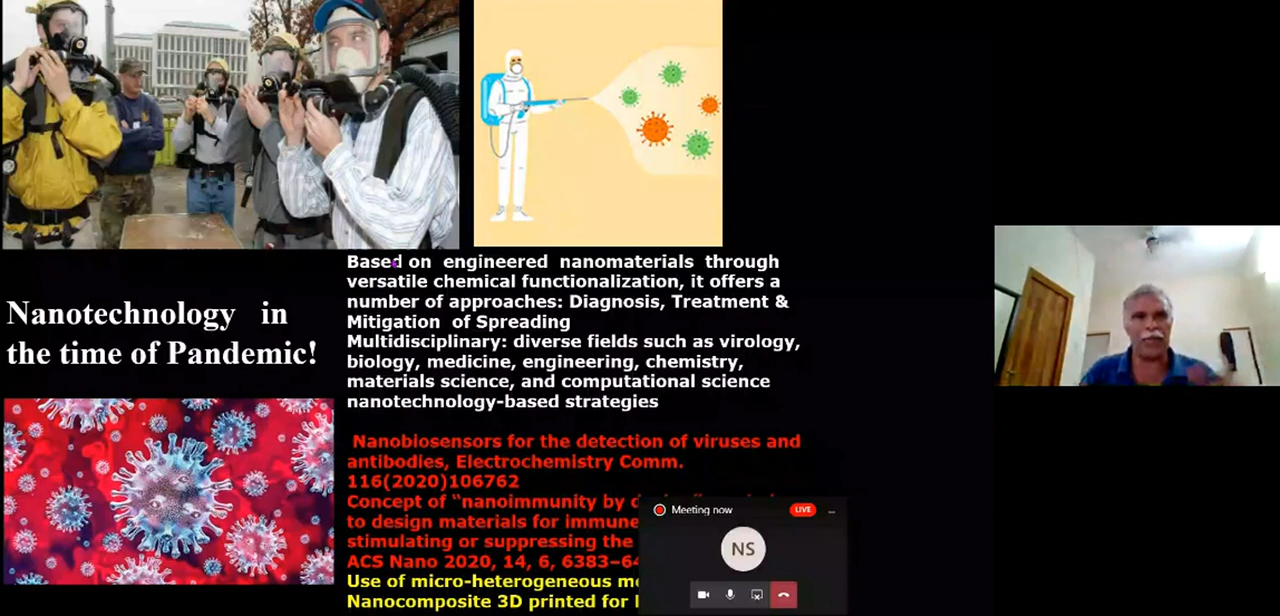 Nanotechnology in
the time of Pandemic!
Based on engineered nanomaterials through
versatile chemical functionalization, it offers a
number of approaches: Diagnosis, Treatment &
Mitigation of Spreading
Multidisciplinary: diverse fields such as virology,
biology, medicine, engineering, chemistry,
materials science, and computational science
nanotechnology-based strategies
Nanobiosensors for the detection of viruses and
antibodies, Electrochemistry Comm.
116(2020)106762
Concept of "nanoimmunity by
to design materials for immune
stimulating or suppressing the
ACS Nano 2020, 14, 6, 6383–64
Use of micro-heterogeneous
Nanocomposite 3D printed for
Meeting now
LIVE
NS